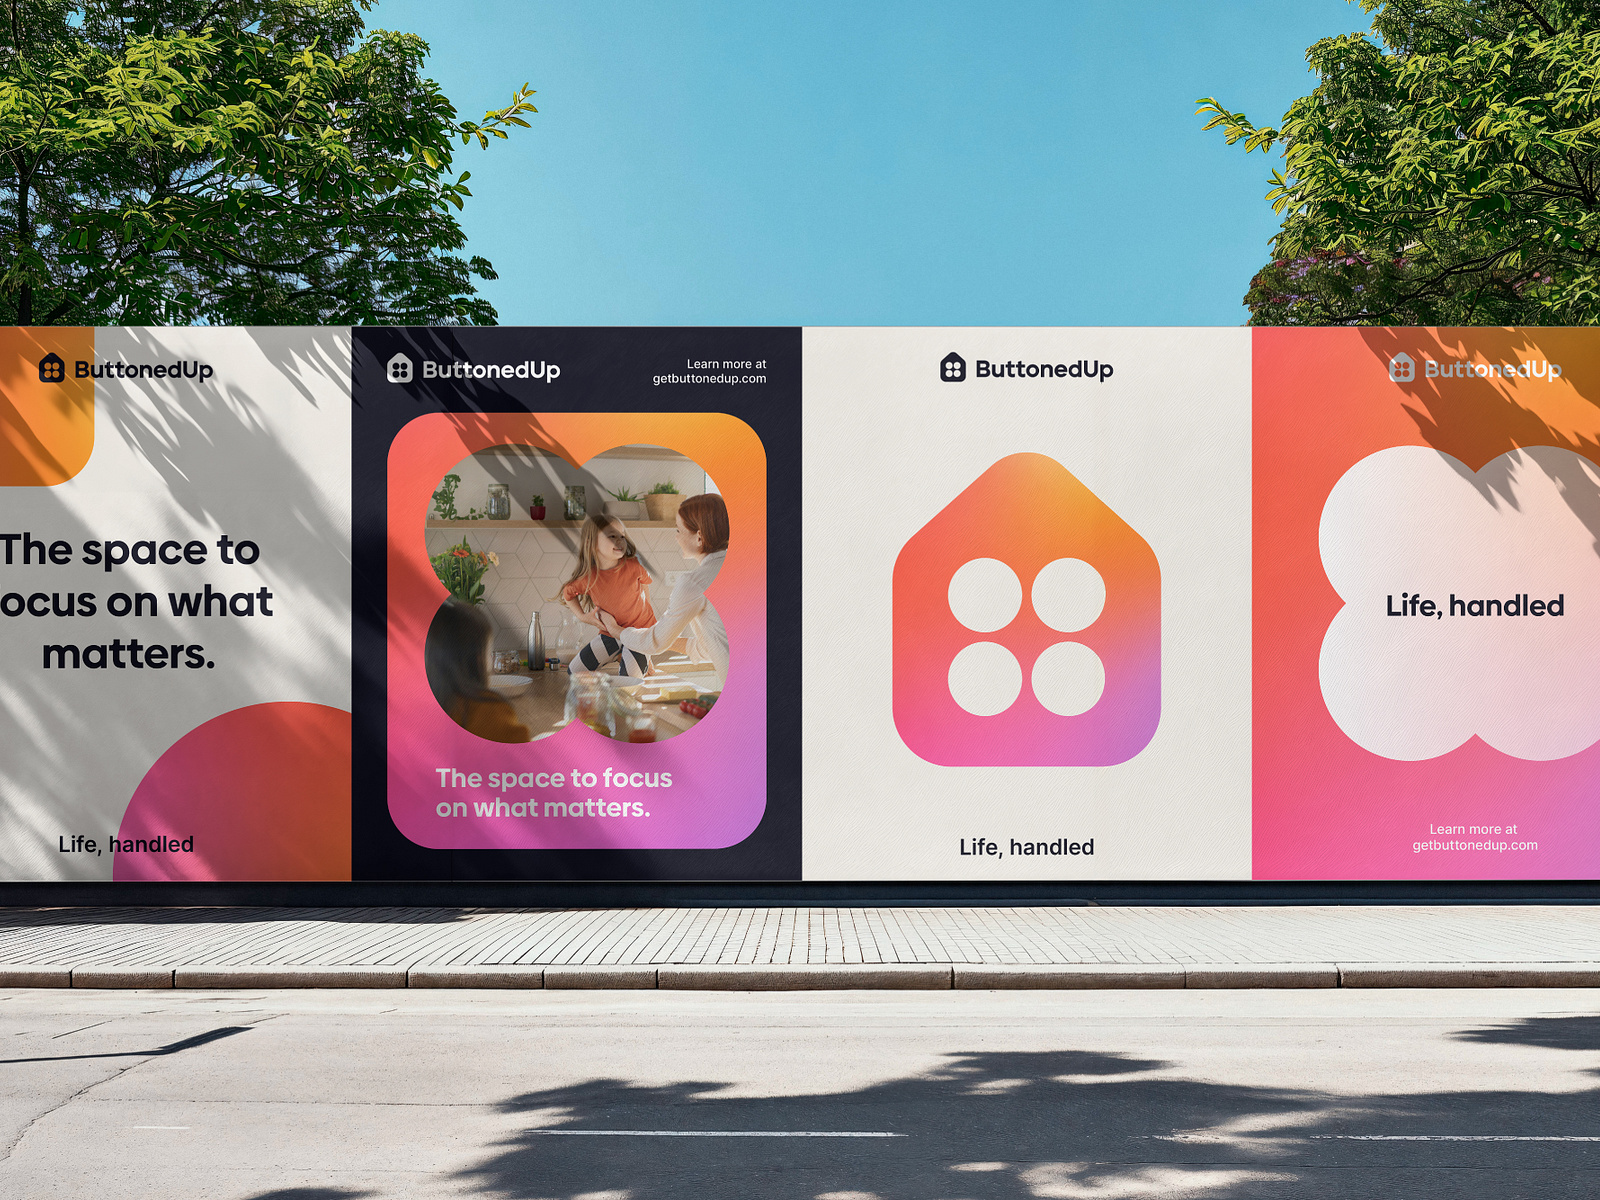 ButtonedUp
The space to
ocus on what
matters.
Life, handled
ButtonedUp
Learn more at
getbuttonedup.com
The space to focus
on what matters.
ButtonedUp
Life, handled
ButtonedUp
Life, handled
Learn more at
getbuttonedup.com